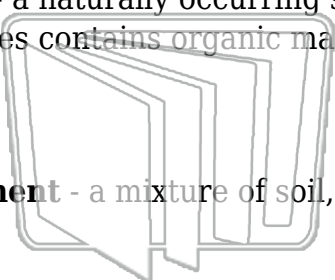 a naturally occurring
es contains organic ma
ment - a mixture of soil,